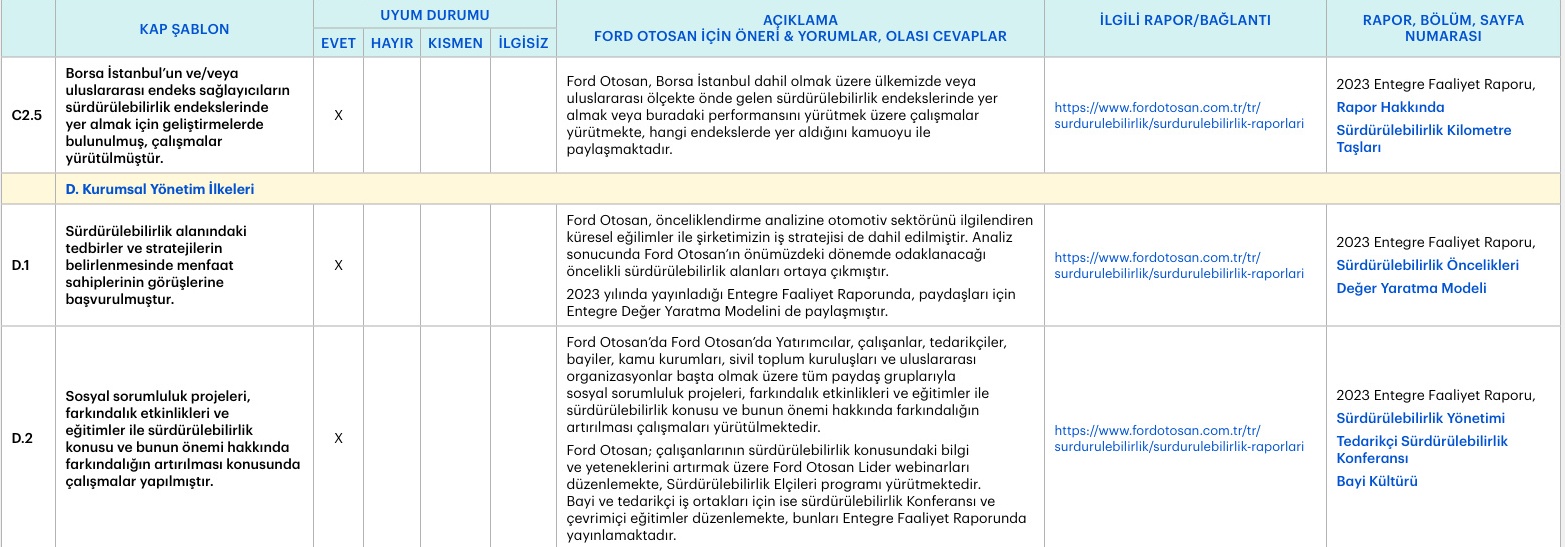 KAP ŞABLON
UYUM DURUMU
EVET
HAYIR
KISMEN
İLGİSİZ
AÇIKLAMA
FORD OTOSAN İÇİN ÖNERİ & YORUMLAR, OLASI CEVAPLAR
İLGİLİ RAPOR/BAĞLANTI
RAPOR, BÖLÜM, SAYFA
NUMARASI
C2.5
Borsa İstanbul’un ve/veya
uluslararası endeks sağlayıcıların
sürdürülebilirlik endekslerinde
yer almak için geliştirmelerde
bulunulmuş, çalışmalar
yürütülmüştür.
X
Ford Otosan, Borsa İstanbul dahil olmak üzere ülkemizde veya
uluslararası ölçekte önde gelen sürdürülebilirlik endekslerinde yer
almak veya buradaki performansını yürütmek üzere çalışmalar
yürütmekte, hangi endekslerde yer aldığını kamuoyu ile
paylaşmaktadır.
https://www.fordotosan.com.tr/tr/
surdurulebilirlik/surdurulebilirlik-raporlari
2023 Entegre Faaliyet Raporu,
Rapor Hakkında
Sürdürülebilirlik Kilometre
Taşları
D. Kurumsal Yönetim İlkeleri
D.1
Sürdürülebilirlik alanındaki
tedbirler ve stratejilerin
belirlenmesinde menfaat
sahiplerinin görüşlerine
başvurulmuştur.
X
Ford Otosan, önceliklendirme analizine otomotiv sektörünü ilgilendiren
küresel eğilimler ile şirketimizin iş stratejisi de dahil edilmiştir. Analiz
sonucunda Ford Otosan’ın önümüzdeki dönemde odaklanacağı
öncelikli sürdürülebilirlik alanları ortaya çıkmıştır.
2023 yılında yayınladığı Entegre Faaliyet Raporunda, paydaşları için
Entegre Değer Yaratma Modelini de paylaşmıştır.
https://www.fordotosan.com.tr/tr/
surdurulebilirlik/surdurulebilirlik-raporlari
2023 Entegre Faaliyet Raporu,
Sürdürülebilirlik Öncelikleri
Değer Yaratma Modeli
D.2
Sosyal sorumluluk projeleri,
farkındalık etkinlikleri ve
eğitimler ile sürdürülebilirlik
konusu ve bunun önemi hakkında
farkındalığın artırılması konusunda
çalışmalar yapılmıştır.
X
Ford Otosan’da Ford Otosan’da Yatırımcılar, çalışanlar, tedarikçiler,
bayiler, kamu kurumları, sivil toplum kuruluşları ve uluslararası
organizasyonlar başta olmak üzere tüm paydaş gruplarıyla
sosyal sorumluluk projeleri, farkındalık etkinlikleri ve eğitimler ile
sürdürülebilirlik konusu ve bunun önemi hakkında farkındalığın
artırılması çalışmaları yürütülmektedir.
Ford Otosan; çalışanlarının sürdürülebilirlik konusundaki bilgi
ve yeteneklerini artırmak üzere Ford Otosan Lider webinarları
düzenlemekte, Sürdürülebilirlik Elçileri programı yürütmektedir.
Bayi ve tedarikçi iş ortakları için ise sürdürülebilirlik Konferansı ve
çevrimiçi eğitimler düzenlemekte, bunları Entegre Faaliyet Raporunda
yayınlamaktadır.
https://www.fordotosan.com.tr/tr/
surdurulebilirlik/surdurulebilirlik-raporlari
2023 Entegre Faaliyet Raporu,
Sürdürülebilirlik Yönetimi
Tedarikçi Sürdürülebilirlik
Konferansı
Bayi Kültürü